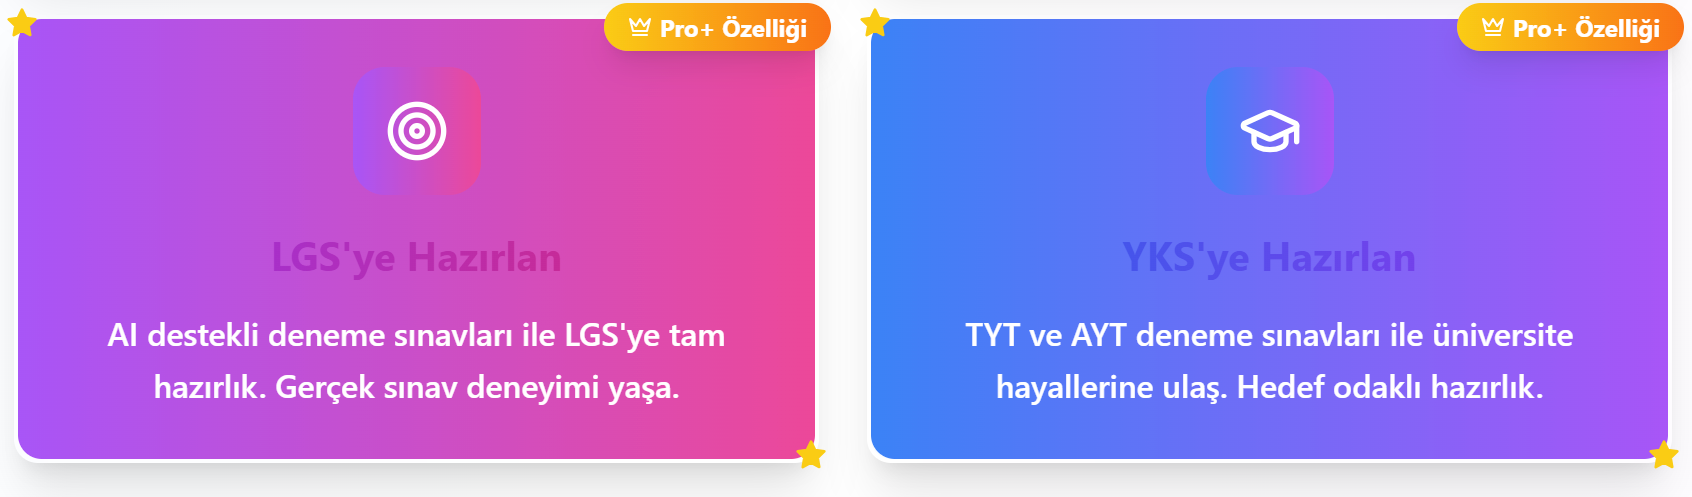 Pro+ Özelliği
LGS'ye Hazırlan
AI destekli deneme sınavları ile LGS'ye tam
hazırlık. Gerçek sınav deneyimi yaşa.
Pro+ Özelliği
YKS'ye Hazırlan
TYT ve AYT deneme sınavları ile üniversite
hayallerine ulaş. Hedef odaklı hazırlık.